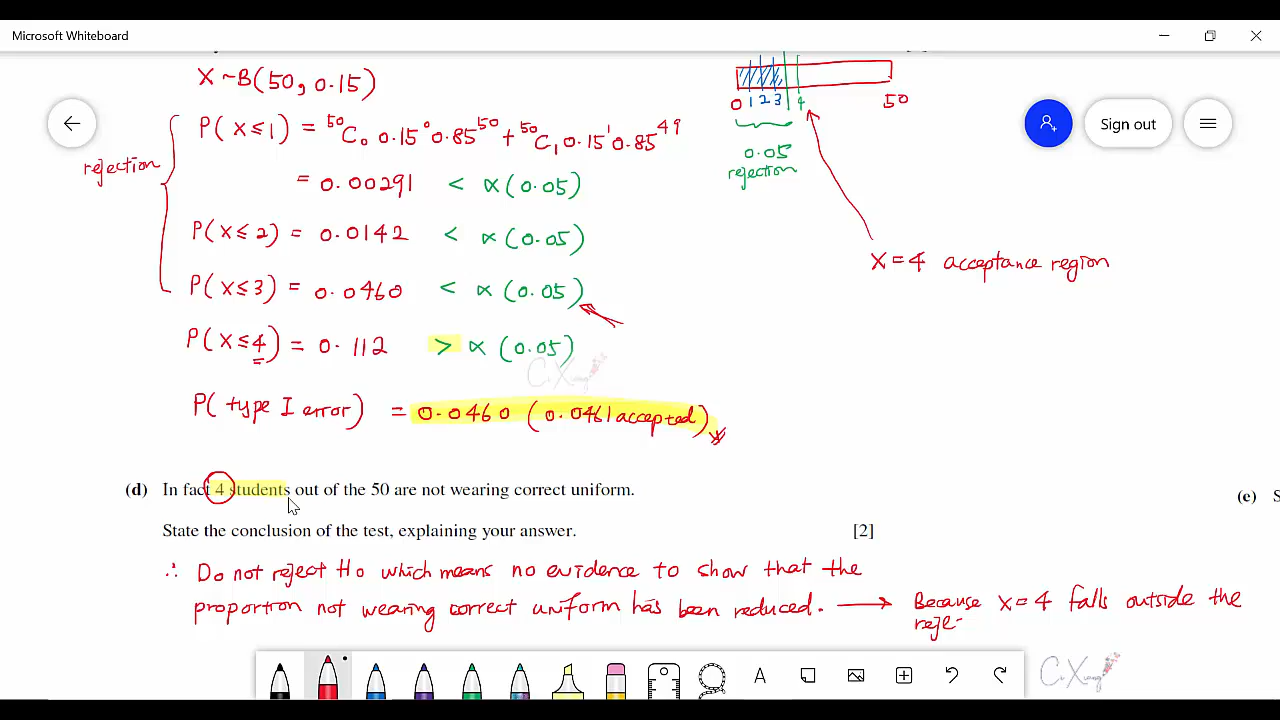 Microsoft Whiteboard
Sign out
X ~ B(50, 0.15)
rejection
P(X≤1) = ⁵⁰C₀ 0.15⁰ 0.85⁵⁰ + ⁵⁰C₁ 0.15¹ 0.85⁴⁹
= 0.00291 < α(0.05)
P(X≤2) = 0.0142 < α(0.05)
P(X≤3) = 0.0460 < α(0.05)
P(X≤4) = 0.112 > α(0.05)
P(type I error) = 0.0460 (0.0461 accepted)
0 1 2 3 4 50
0.05
rejection
X=4 acceptance region
(d) In fact 4 students out of the 50 are not wearing correct uniform.
(e) S
State the conclusion of the test, explaining your answer. [2]
∴ Do not reject H₀ which means no evidence to show that the
proportion not wearing correct uniform has been reduced. → Because X=4 falls outside the
reje-
A